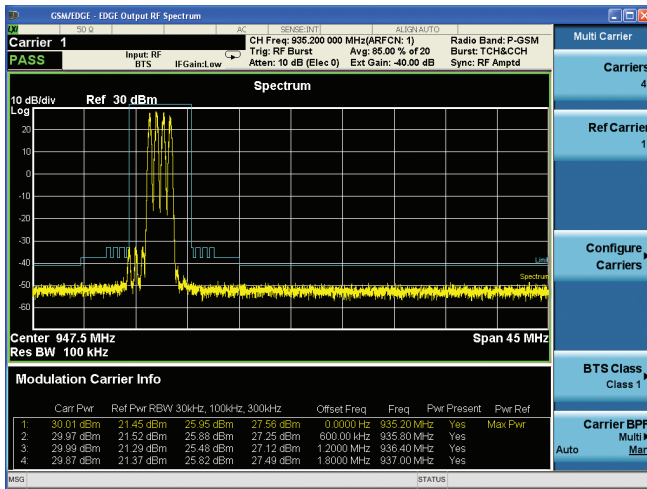 GSM/EDGE - EDGE Output RF Spectrum
LXI 50 Ω AC SENSE:INT ALIGN AUTO
Carrier 1
PASS
Input: RF
BTS
IFGain:Low
CH Freq: 935.200 000 MHz(ARFCN: 1)
Trig: RF Burst Avg: 85.00 % of 20
Atten: 10 dB (Elec 0) Ext Gain: -40.00 dB
Radio Band: P-GSM
Burst: TCH&CCH
Sync: RF Amptd
Spectrum
10 dB/div Ref 30 dBm
Log
20
10
0
-10
-20
-30
-40
-50
-60
Limit
Spectrum
Center 947.5 MHz Span 45 MHz
Res BW 100 kHz
Modulation Carrier Info
Carr Pwr Ref Pwr RBW 30kHz, 100kHz, 300kHz Offset Freq Freq Pwr Present Pwr Ref
1: 30.01 dBm 21.45 dBm 25.95 dBm 27.56 dBm 0.0000 Hz 935.20 MHz Yes Max Pwr
2: 29.97 dBm 21.52 dBm 25.88 dBm 27.25 dBm 600.00 kHz 935.80 MHz Yes
3: 29.99 dBm 21.29 dBm 25.48 dBm 27.12 dBm 1.2000 MHz 936.40 MHz Yes
4: 29.87 dBm 21.37 dBm 25.82 dBm 27.49 dBm 1.8000 MHz 937.00 MHz Yes
MSG STATUS
Multi Carrier
Carriers
4
Ref Carrier
1
Configure
Carriers
BTS Class
Class 1
Carrier BPF
Multi
Auto Man